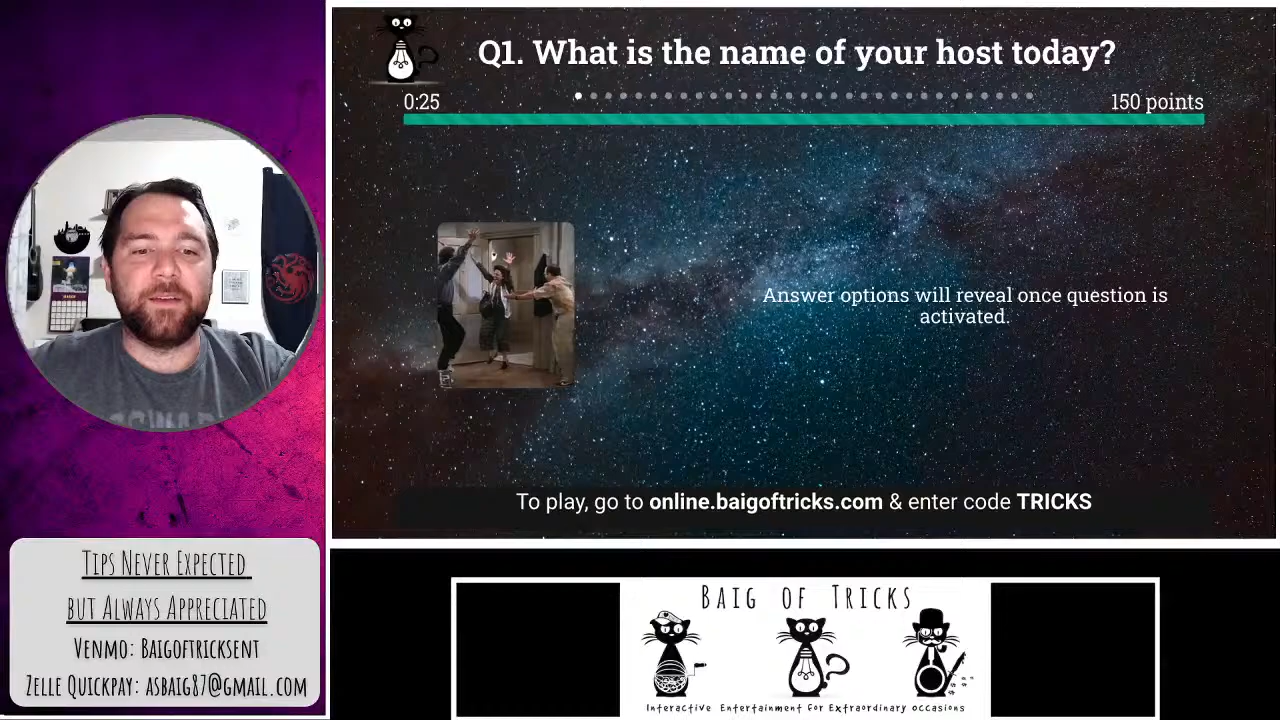 Q1. What is the name of your host today?
0:25
150 points
Answer options will reveal once question is
activated.
To play, go to online.baigoftricks.com & enter code TRICKS
Tips Never Expected
but Always Appreciated
Venmo: Baigoftricksent
Zelle Quickpay: asbaig87@gmail.com
Baig of Tricks
Interactive Entertainment for Extraordinary occasions